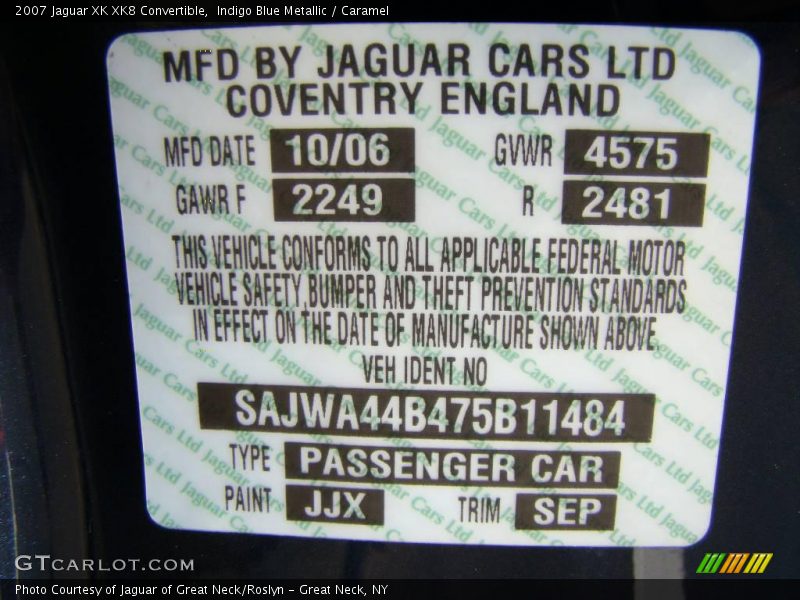 2007 Jaguar XK XK8 Convertible,  Indigo Blue Metallic / Caramel
MFD BY JAGUAR CARS LTD
COVENTRY ENGLAND
MFD DATE 10/06 GVWR 4575
GAWR F 2249 R 2481
THIS VEHICLE CONFORMS TO ALL APPLICABLE FEDERAL MOTOR
VEHICLE SAFETY, BUMPER AND THEFT PREVENTION STANDARDS
IN EFFECT ON THE DATE OF MANUFACTURE SHOWN ABOVE.
VEH IDENT NO
SAJWA44B475B11484
TYPE PASSENGER CAR
PAINT JJX TRIM SEP
GTCARLOT.COM
Photo Courtesy of Jaguar of Great Neck/Roslyn – Great Neck, NY